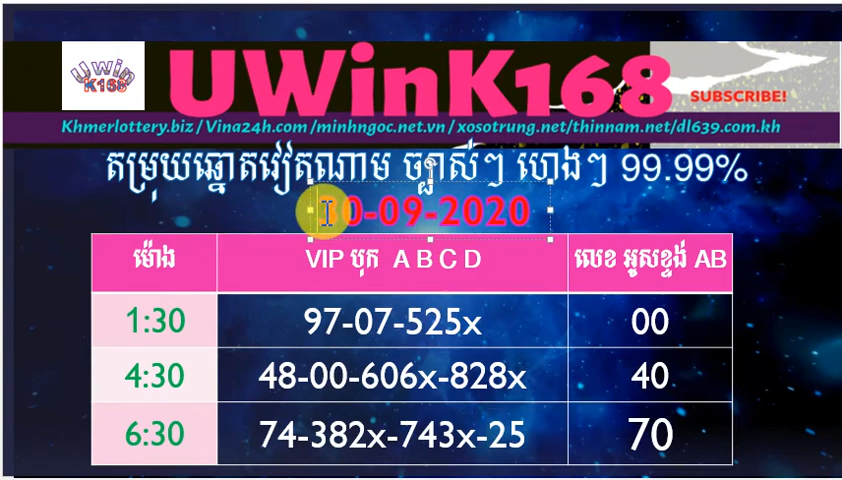 UWin
K168
UWinK168
SUBSCRIBE!
Khmerlottery.biz /Vina24h.com /minhngoc.net.vn / xosotrung.net/thinnam.net/dl639.com.kh
តម្រុយឆ្នោតវៀតណាម ច្បាស់ៗ ហេងៗ 99.99%
30-09-2020
ម៉ោង VIP បុក A B C D លេខ អូសខ្ទង់ AB
1:30 97-07-525x 00
4:30 48-00-606x-828x 40
6:30 74-382x-743x-25 70